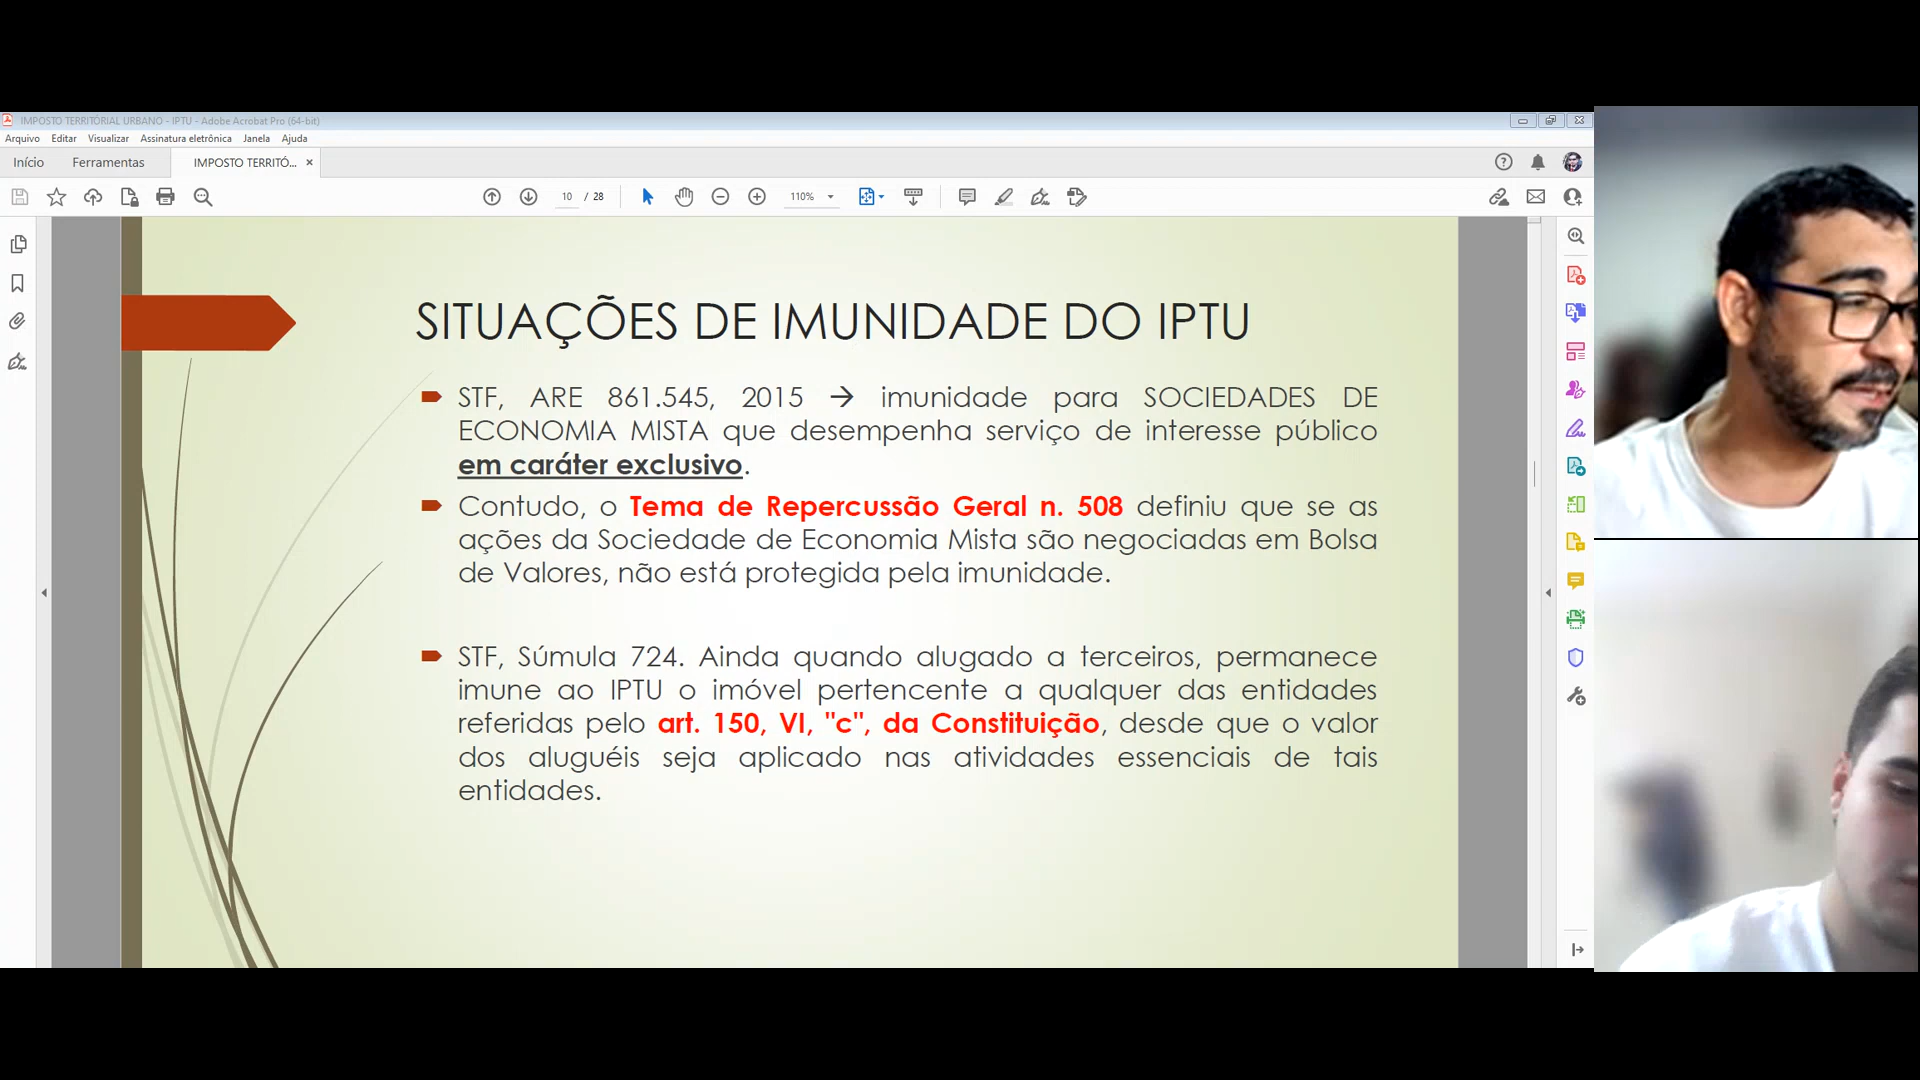 IMPOSTO TERRITÓRIAL URBANO - IPTU - Adobe Acrobat Pro (64-bit)
Arquivo Editar Visualizar Assinatura eletrônica Janela Ajuda
Início Ferramentas IMPOSTO TERRITÓ... ×
10 / 28 110%
SITUAÇÕES DE IMUNIDADE DO IPTU
STF, ARE 861.545, 2015 → imunidade para SOCIEDADES DE
ECONOMIA MISTA que desempenha serviço de interesse público
em caráter exclusivo.
Contudo, o Tema de Repercussão Geral n. 508 definiu que se as
ações da Sociedade de Economia Mista são negociadas em Bolsa
de Valores, não está protegida pela imunidade.
STF, Súmula 724. Ainda quando alugado a terceiros, permanece
imune ao IPTU o imóvel pertencente a qualquer das entidades
referidas pelo art. 150, VI, "c", da Constituição, desde que o valor
dos aluguéis seja aplicado nas atividades essenciais de tais
entidades.